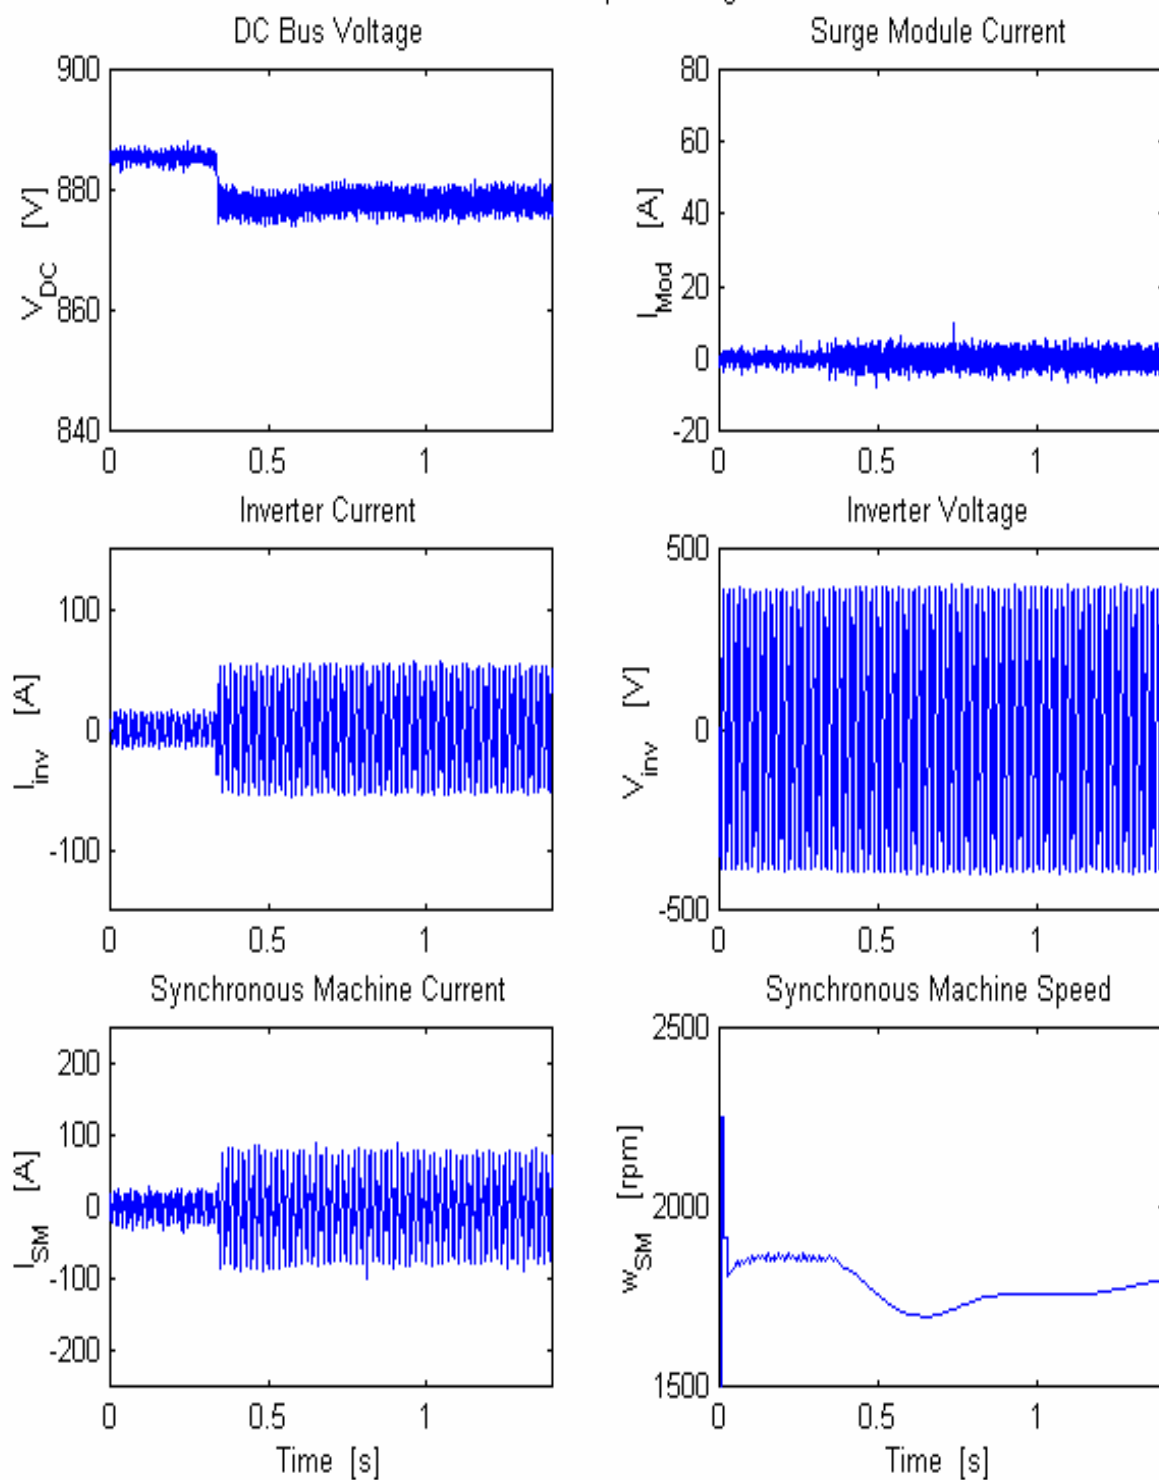 DC Bus Voltage
900
880
860
840
V_DC [V]
0 0.5 1
Surge Module Current
80
60
40
20
0
-20
I_Mod [A]
0 0.5 1
Inverter Current
100
0
-100
I_inv [A]
0 0.5 1
Inverter Voltage
500
0
-500
V_inv [V]
0 0.5 1
Synchronous Machine Current
200
100
0
-100
-200
I_SM [A]
0 0.5 1
Time [s]
Synchronous Machine Speed
2500
2000
1500
w_SM [rpm]
0 0.5 1
Time [s]